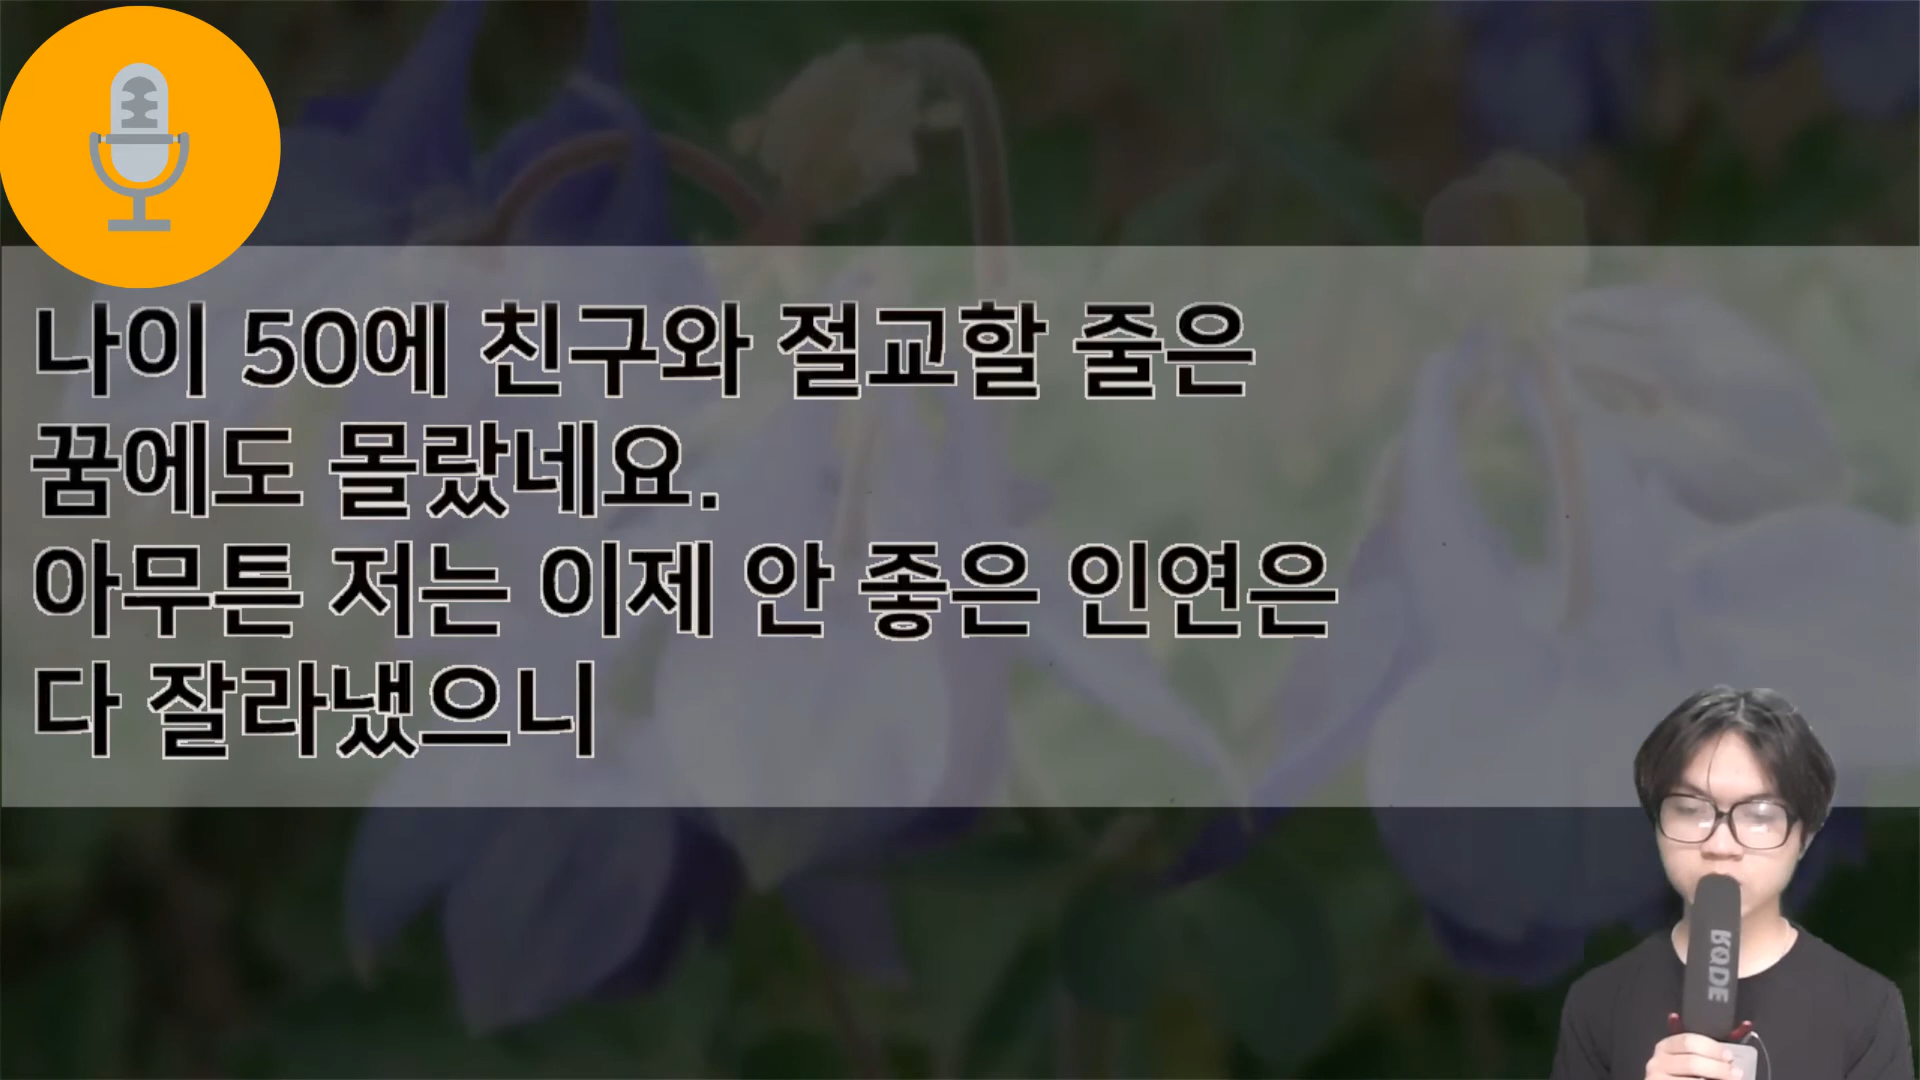 나이 50에 친구와 절교할 줄은
꿈에도 몰랐네요.
아무튼 저는 이제 안 좋은 인연은
다 잘라냈으니
RODE